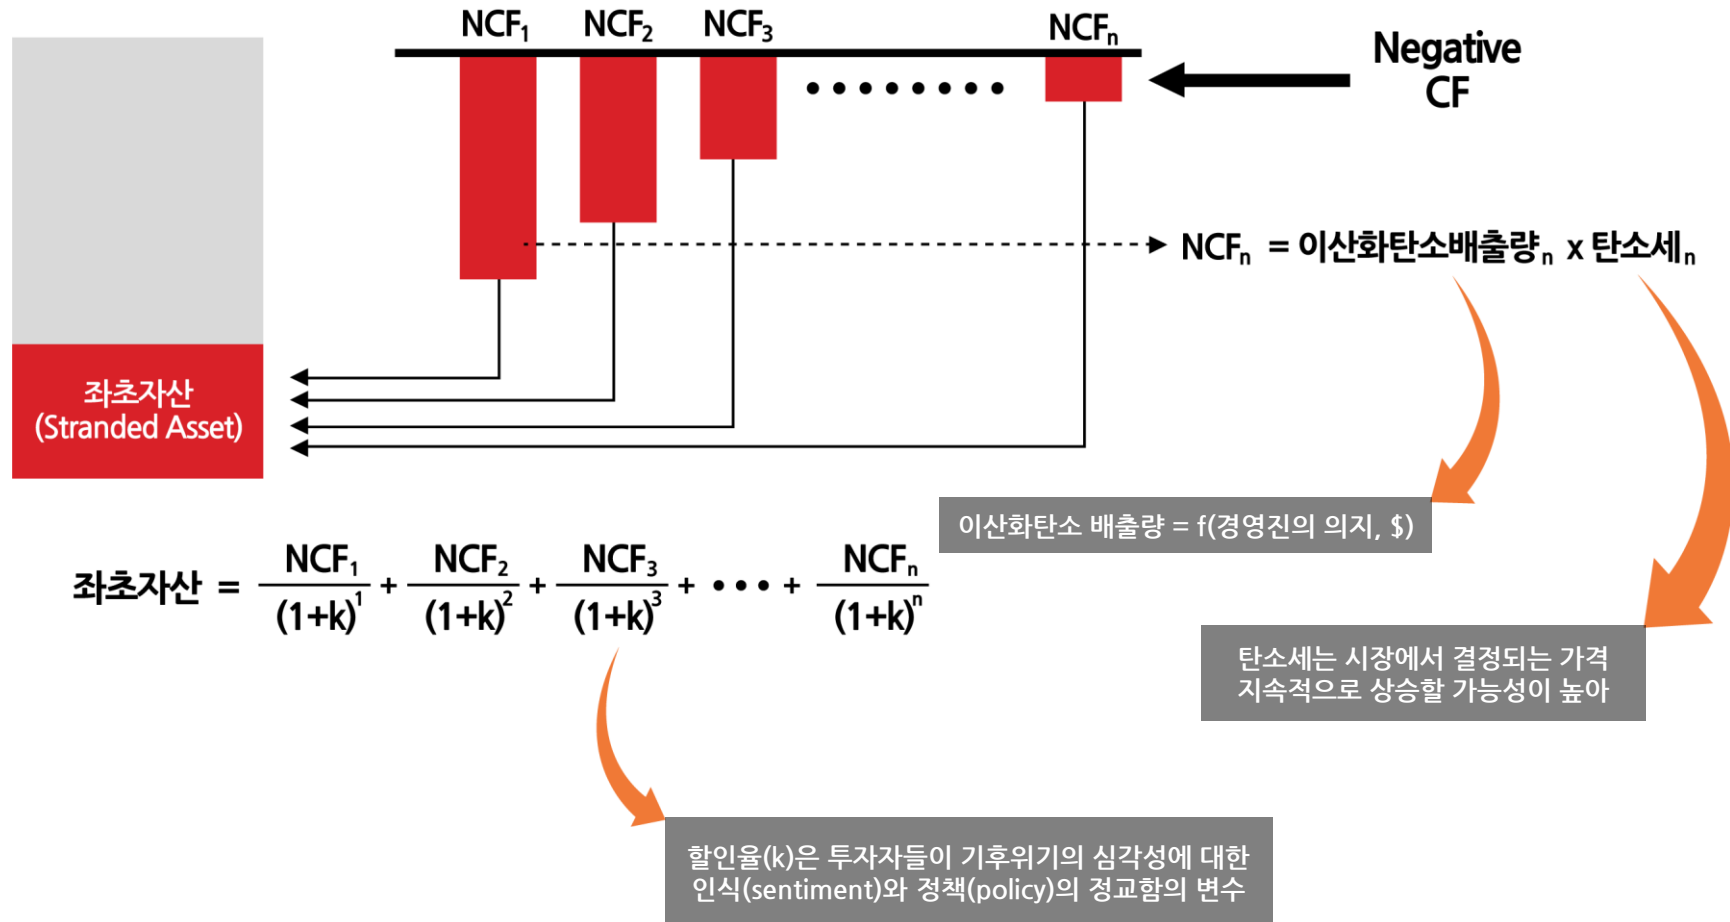 NCF₁ NCF₂ NCF₃ NCFₙ
Negative
CF
NCFₙ = 이산화탄소배출량ₙ x 탄소세ₙ
좌초자산
(Stranded Asset)
이산화탄소 배출량 = f(경영진의 의지, $)
좌초자산 = NCF₁/(1+k)¹ + NCF₂/(1+k)² + NCF₃/(1+k)³ + ••• + NCFₙ/(1+k)ⁿ
탄소세는 시장에서 결정되는 가격
지속적으로 상승할 가능성이 높아
할인율(k)은 투자자들이 기후위기의 심각성에 대한
인식(sentiment)와 정책(policy)의 정교함의 변수